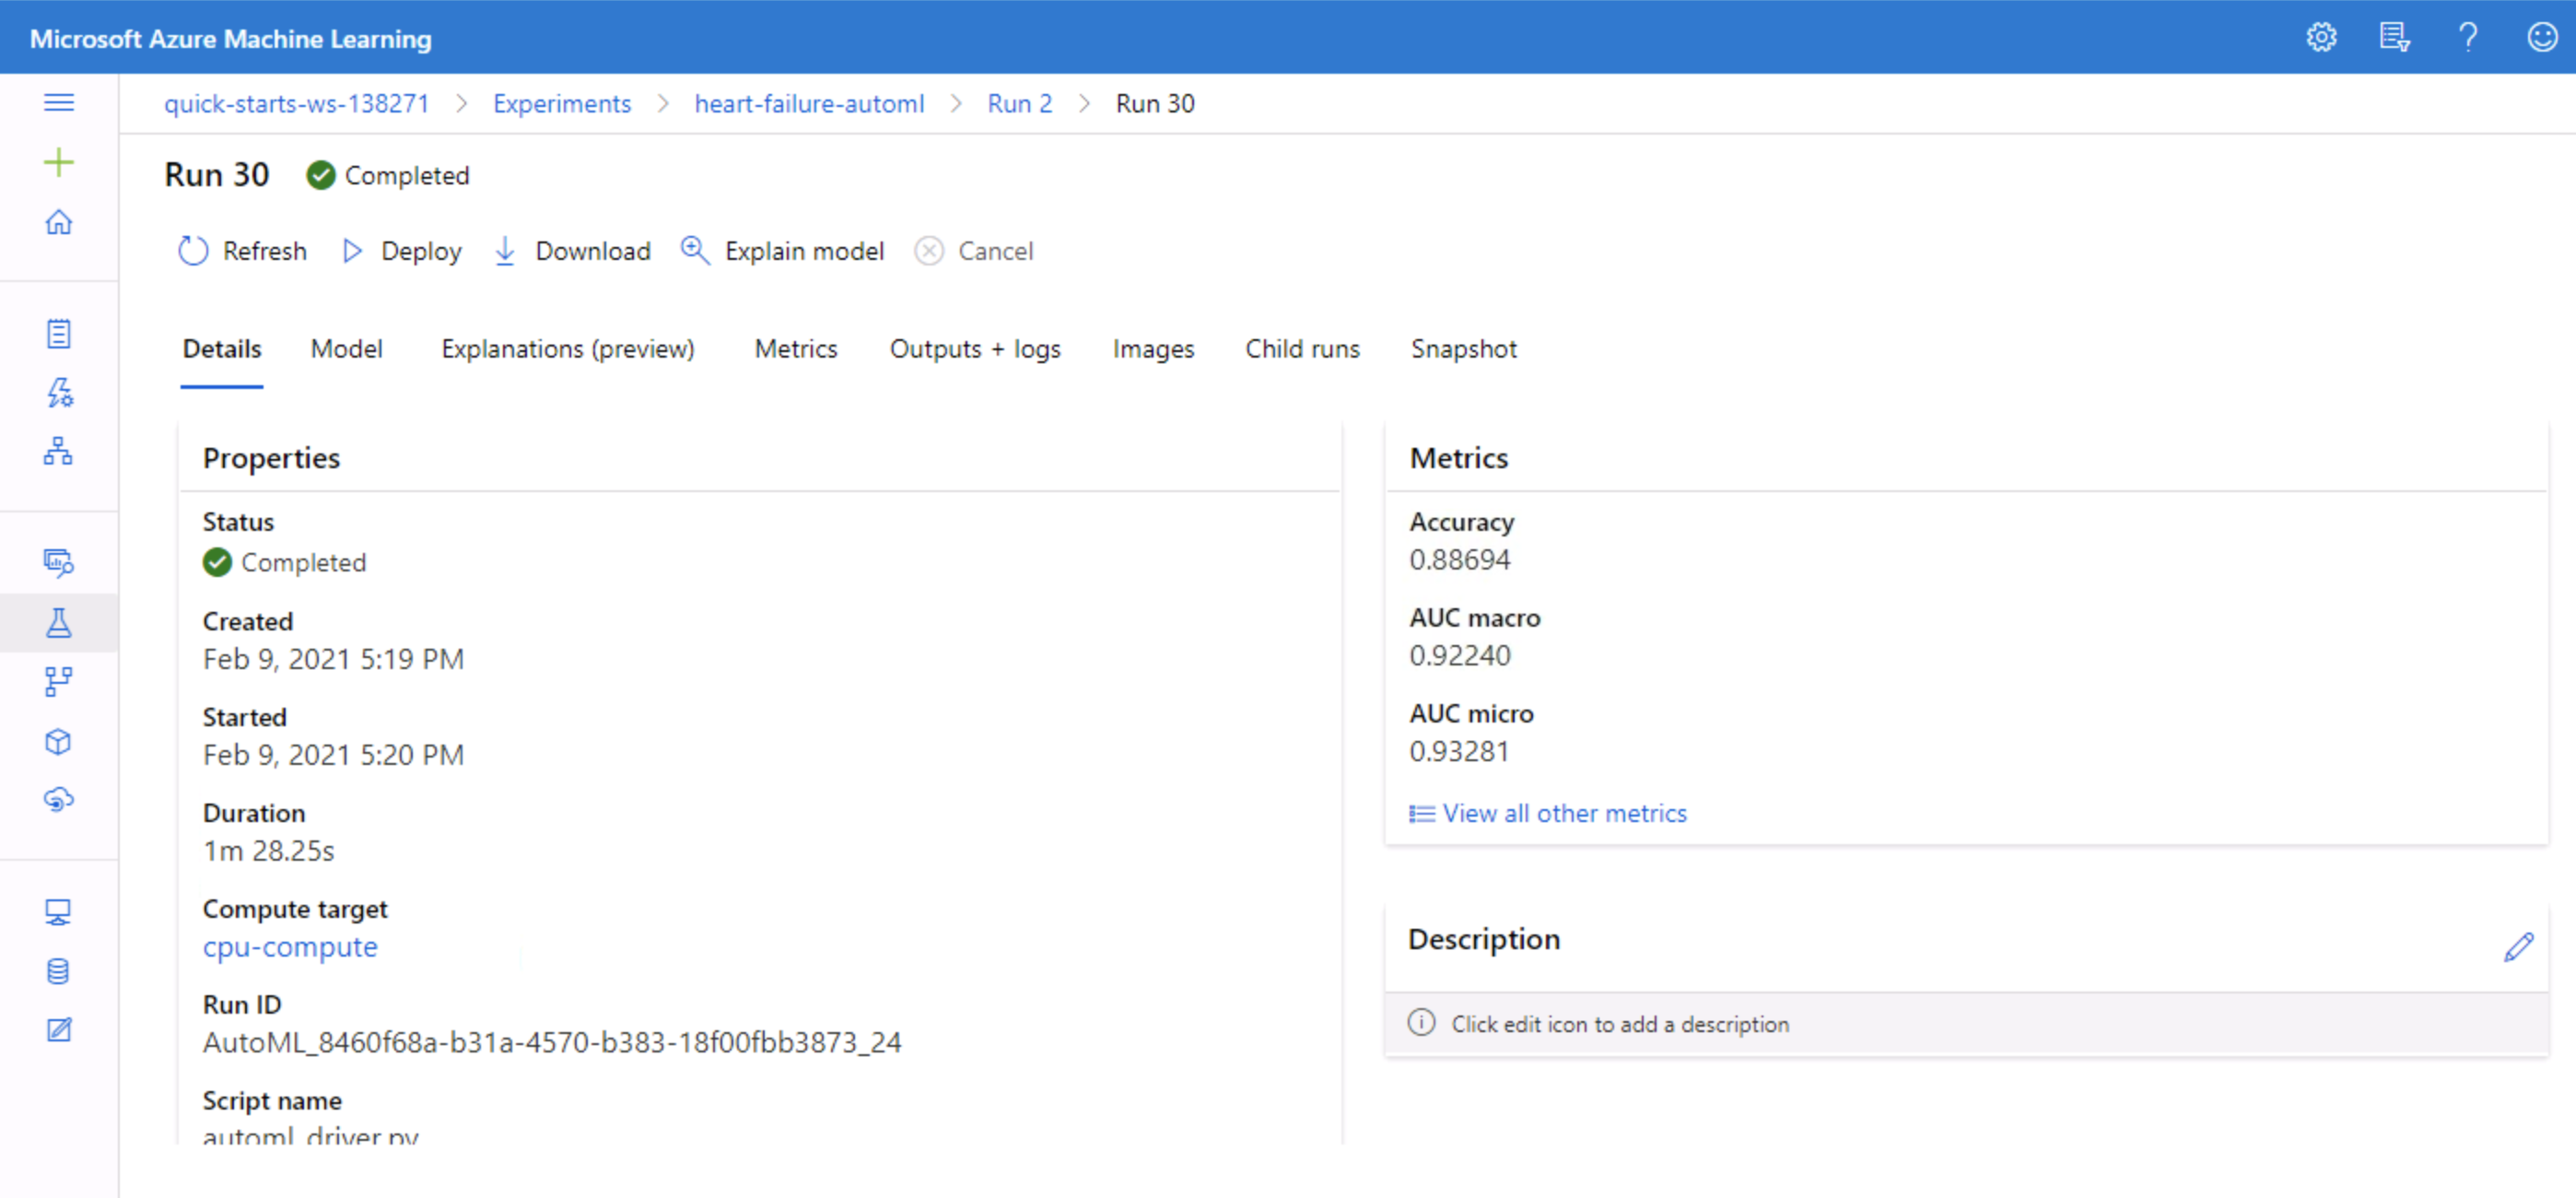 Microsoft Azure Machine Learning
quick-starts-ws-138271 > Experiments > heart-failure-automl > Run 2 > Run 30
Run 30 Completed
Refresh Deploy Download Explain model Cancel
Details Model Explanations (preview) Metrics Outputs + logs Images Child runs Snapshot
Properties
Status
Completed
Created
Feb 9, 2021 5:19 PM
Started
Feb 9, 2021 5:20 PM
Duration
1m 28.25s
Compute target
cpu-compute
Run ID
AutoML_8460f68a-b31a-4570-b383-18f00fbb3873_24
Script name
automl_driver.py
Metrics
Accuracy
0.88694
AUC macro
0.92240
AUC micro
0.93281
View all other metrics
Description
Click edit icon to add a description